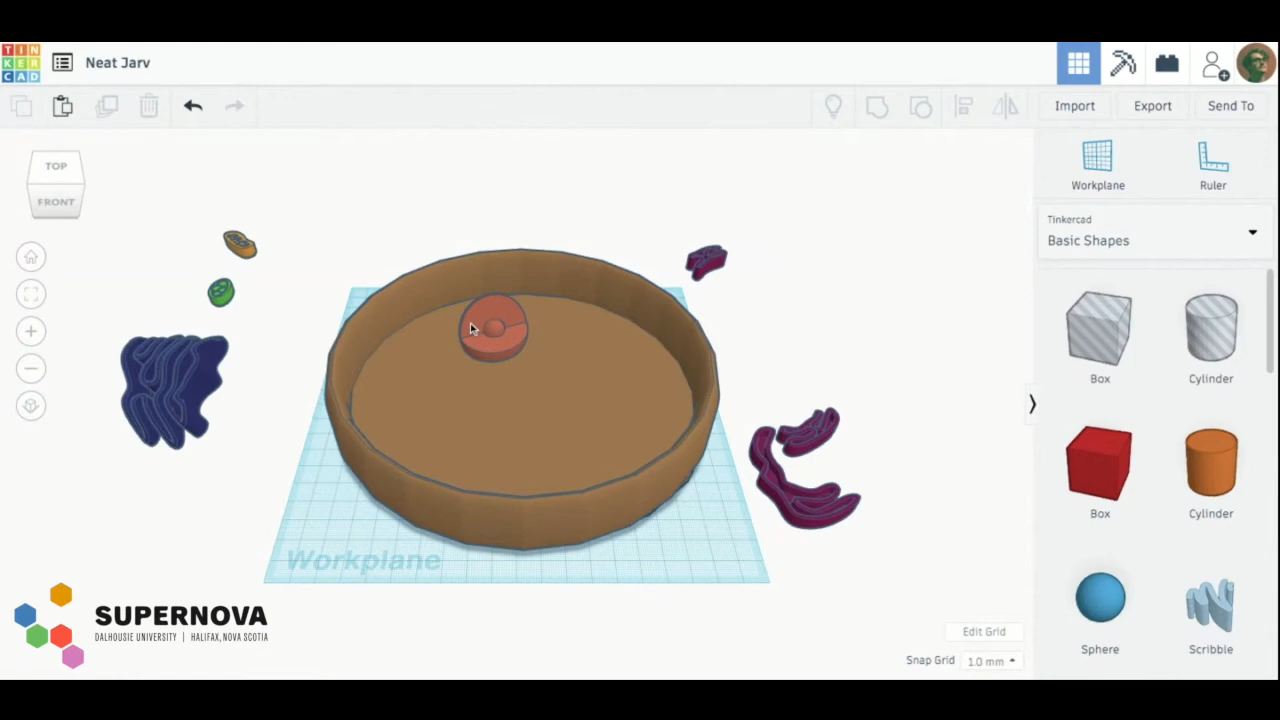 TIN
KER
CAD
Neat Jarv
Import
Export
Send To
TOP
FRONT
Workplane
Ruler
Tinkercad
Basic Shapes
Box
Cylinder
Box
Cylinder
Workplane
SUPERNOVA
DALHOUSIE UNIVERSITY | HALIFAX, NOVA SCOTIA
Edit Grid
Snap Grid 1.0 mm
Sphere
Scribble